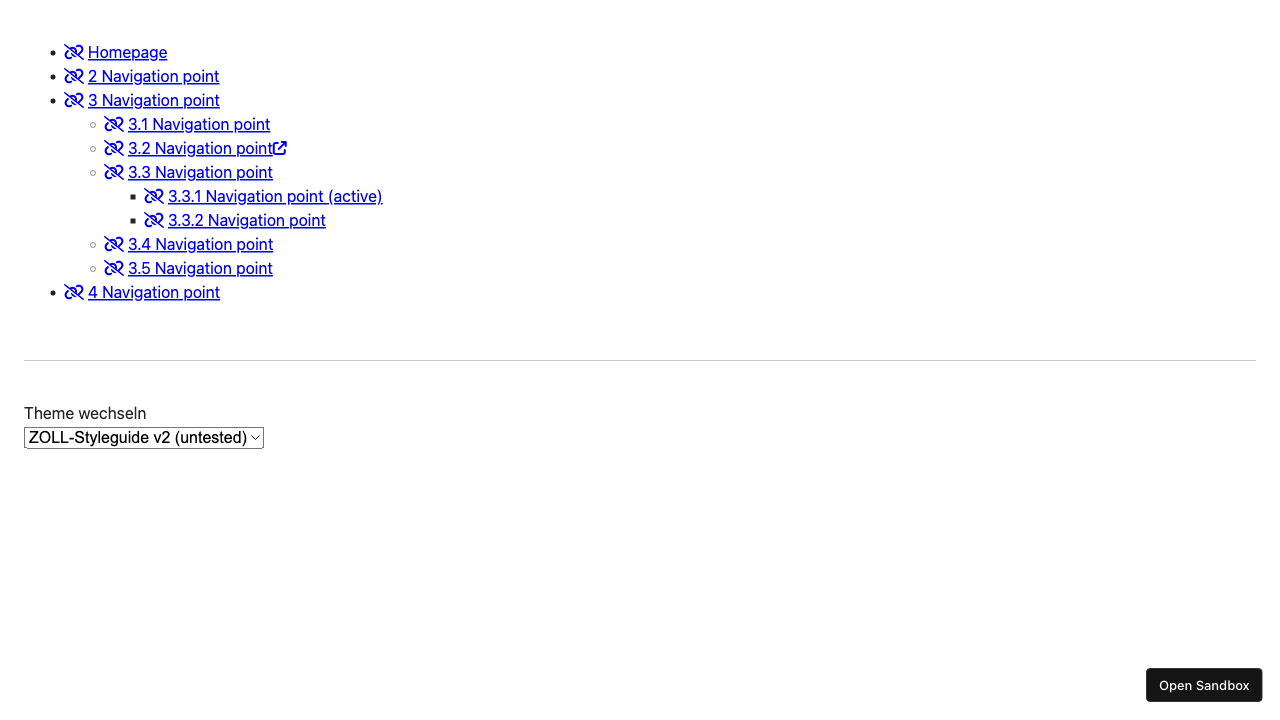 Homepage
2 Navigation point
3 Navigation point
3.1 Navigation point
3.2 Navigation point
3.3 Navigation point
3.3.1 Navigation point (active)
3.3.2 Navigation point
3.4 Navigation point
3.5 Navigation point
4 Navigation point
Theme wechseln
ZOLL-Styleguide v2 (untested)
Open Sandbox